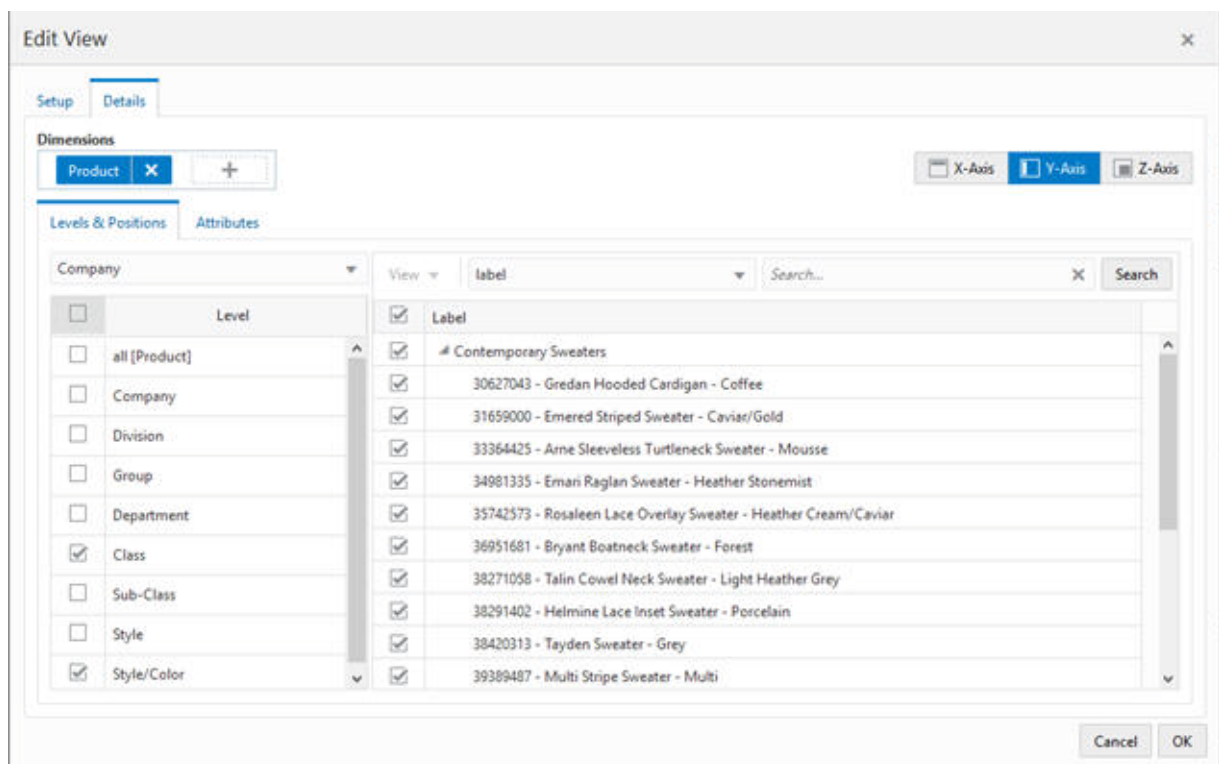 Edit View
Setup Details
Dimensions
Product
X-Axis Y-Axis Z-Axis
Levels & Positions Attributes
Company View label Search... Search
Level Label
all [Product]
Company
Division
Group
Department
Class
Sub-Class
Style
Style/Color
Contemporary Sweaters
30627043 - Gredan Hooded Cardigan - Coffee
31659000 - Emered Striped Sweater - Caviar/Gold
33364425 - Arne Sleeveless Turtleneck Sweater - Mousse
34981335 - Emari Raglan Sweater - Heather Stonemist
35742573 - Rosaleen Lace Overlay Sweater - Heather Cream/Caviar
36951681 - Bryant Boatneck Sweater - Forest
38271058 - Talin Cowel Neck Sweater - Light Heather Grey
38291402 - Helmine Lace Inset Sweater - Porcelain
38420313 - Tayden Sweater - Grey
39389487 - Multi Stripe Sweater - Multi
Cancel OK